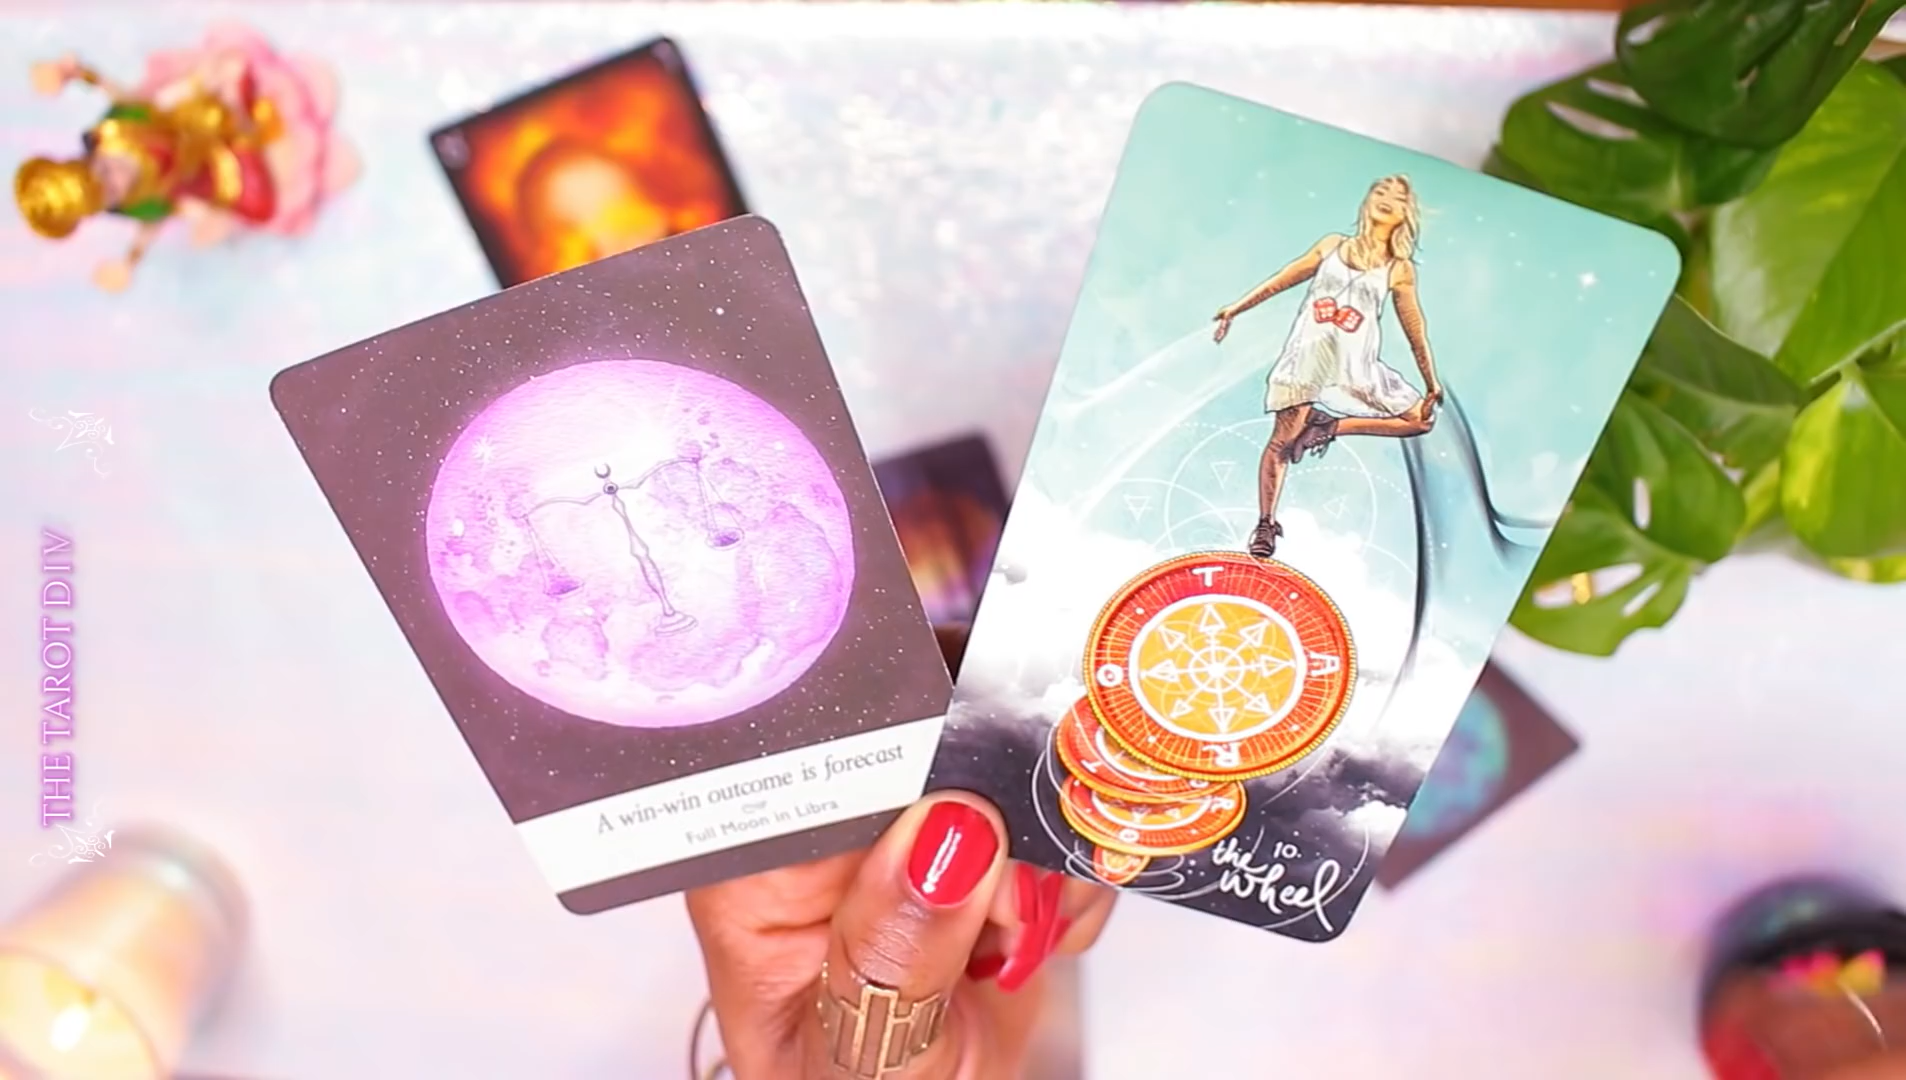 THE TAROT DIV
A win-win outcome is forecast
Full Moon in Libra
T
A
R
O
T
R
O
10.
the
wheel